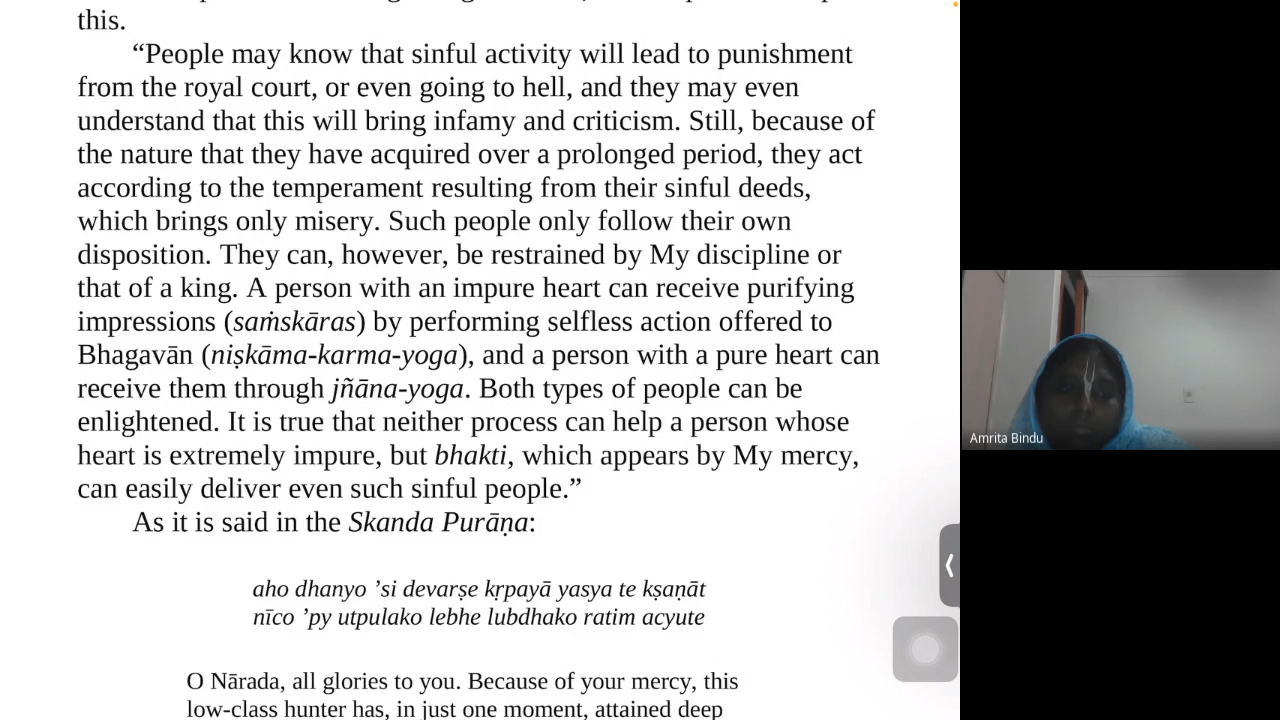 this.
“People may know that sinful activity will lead to punishment
from the royal court, or even going to hell, and they may even
understand that this will bring infamy and criticism. Still, because of
the nature that they have acquired over a prolonged period, they act
according to the temperament resulting from their sinful deeds,
which brings only misery. Such people only follow their own
disposition. They can, however, be restrained by My discipline or
that of a king. A person with an impure heart can receive purifying
impressions (saṁskāras) by performing selfless action offered to
Bhagavān (niṣkāma-karma-yoga), and a person with a pure heart can
receive them through jñāna-yoga. Both types of people can be
enlightened. It is true that neither process can help a person whose
heart is extremely impure, but bhakti, which appears by My mercy,
can easily deliver even such sinful people.”
As it is said in the Skanda Purāṇa:
aho dhanyo ’si devarṣe kṛpayā yasya te kṣaṇāt
nīco ’py utpulako lebhe lubdhako ratim acyute
O Nārada, all glories to you. Because of your mercy, this
low-class hunter has, in just one moment, attained deep
Amrita Bindu